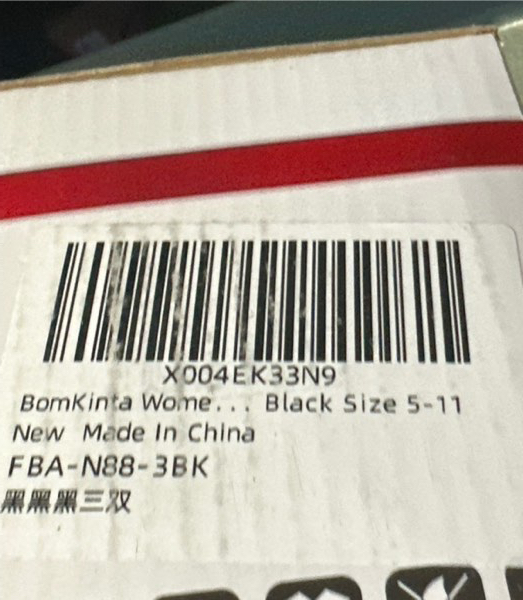 X004EK33N9
BomKinta Wome... Black Size 5-11
New Made In China
FBA-N88-3BK
黑黑黑三双